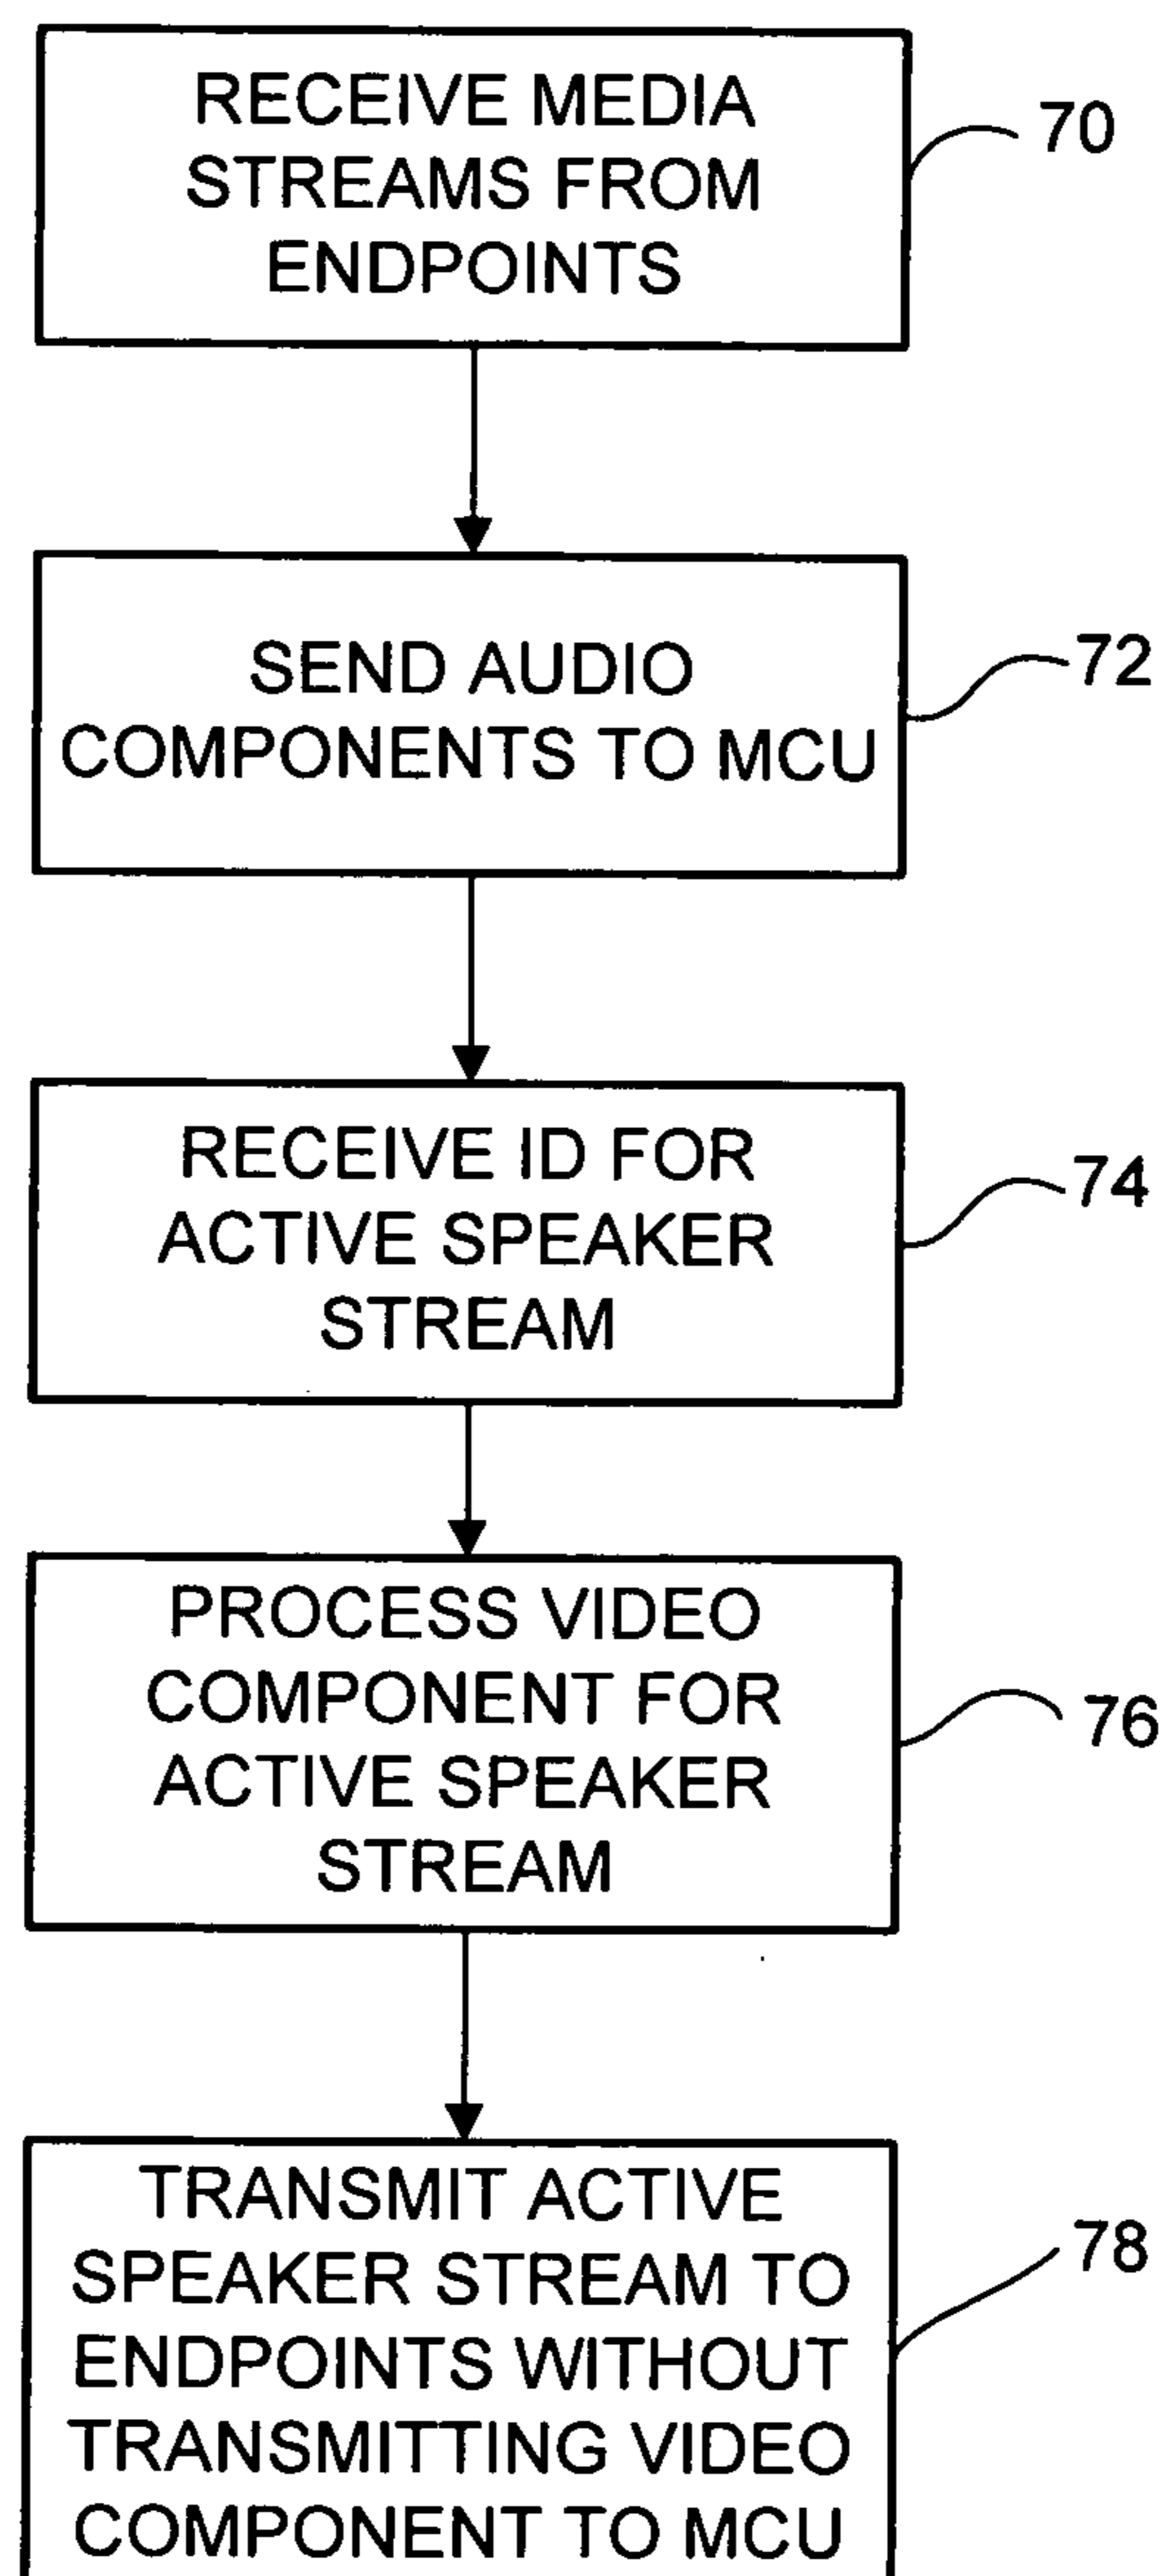 RECEIVE MEDIA
STREAMS FROM
ENDPOINTS
70
SEND AUDIO
COMPONENTS TO MCU
72
RECEIVE ID FOR
ACTIVE SPEAKER
STREAM
74
PROCESS VIDEO
COMPONENT FOR
ACTIVE SPEAKER
STREAM
76
TRANSMIT ACTIVE
SPEAKER STREAM TO
ENDPOINTS WITHOUT
TRANSMITTING VIDEO
COMPONENT TO MCU
78